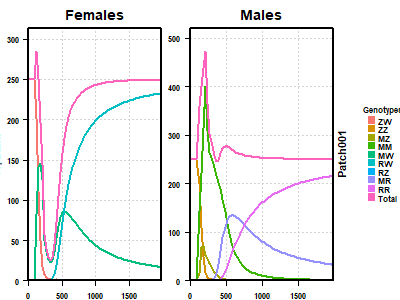 Females
Males
300
250
200
150
100
50
0
0
500
1000
1500
500
400
300
200
100
0
0
500
1000
1500
Patch001
Genotypes
ZW
ZZ
MZ
MM
MW
RW
RZ
MR
RR
Total